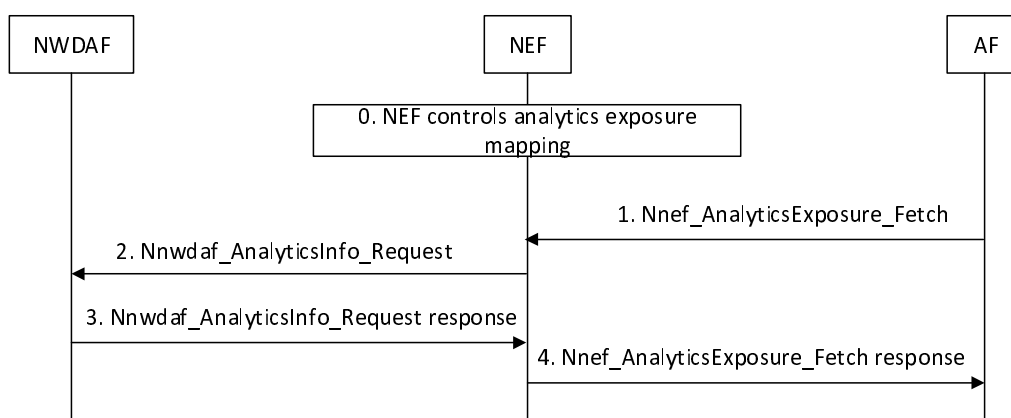 NWDAF
NEF
AF
0. NEF controls analytics exposure
mapping
1. Nnef_AnalyticsExposure_Fetch
2. Nnwdaf_AnalyticsInfo_Request
3. Nnwdaf_AnalyticsInfo_Request response
4. Nnef_AnalyticsExposure_Fetch response